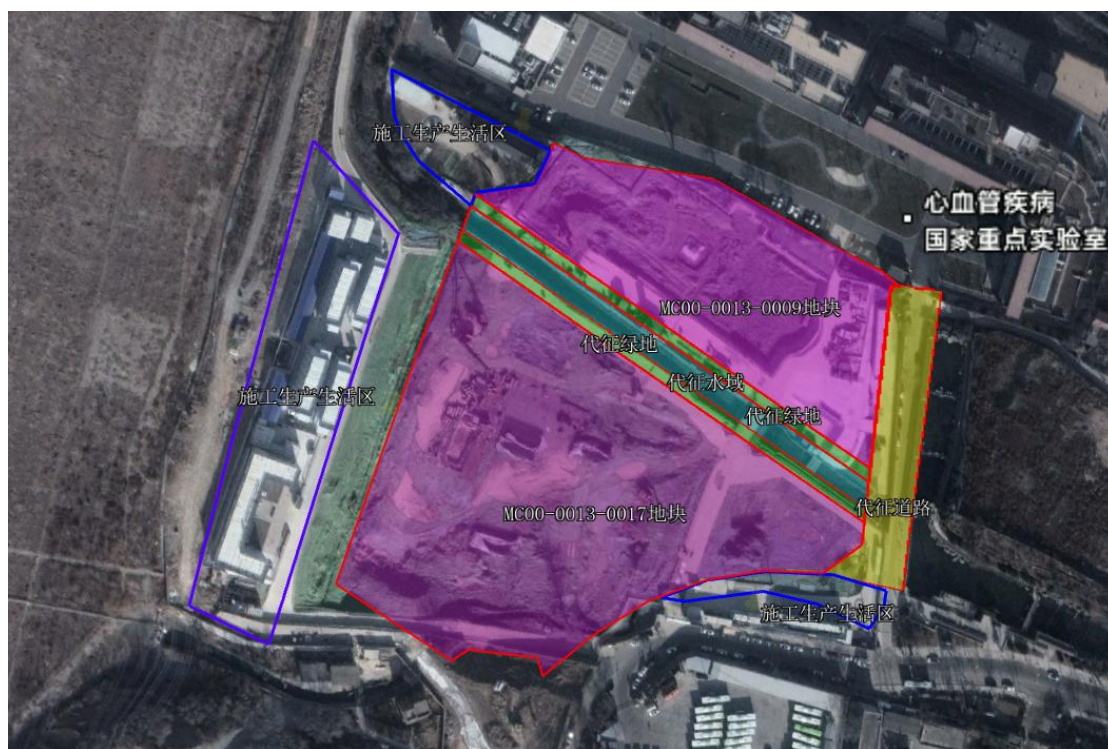 施工生产生活区
心血管疾病
国家重点实验室
MC00-0013-0009地块
代征绿地
代征水域
施工生产生活区
代征绿地
代征道路
MC00-0013-0017地块
施工生产生活区